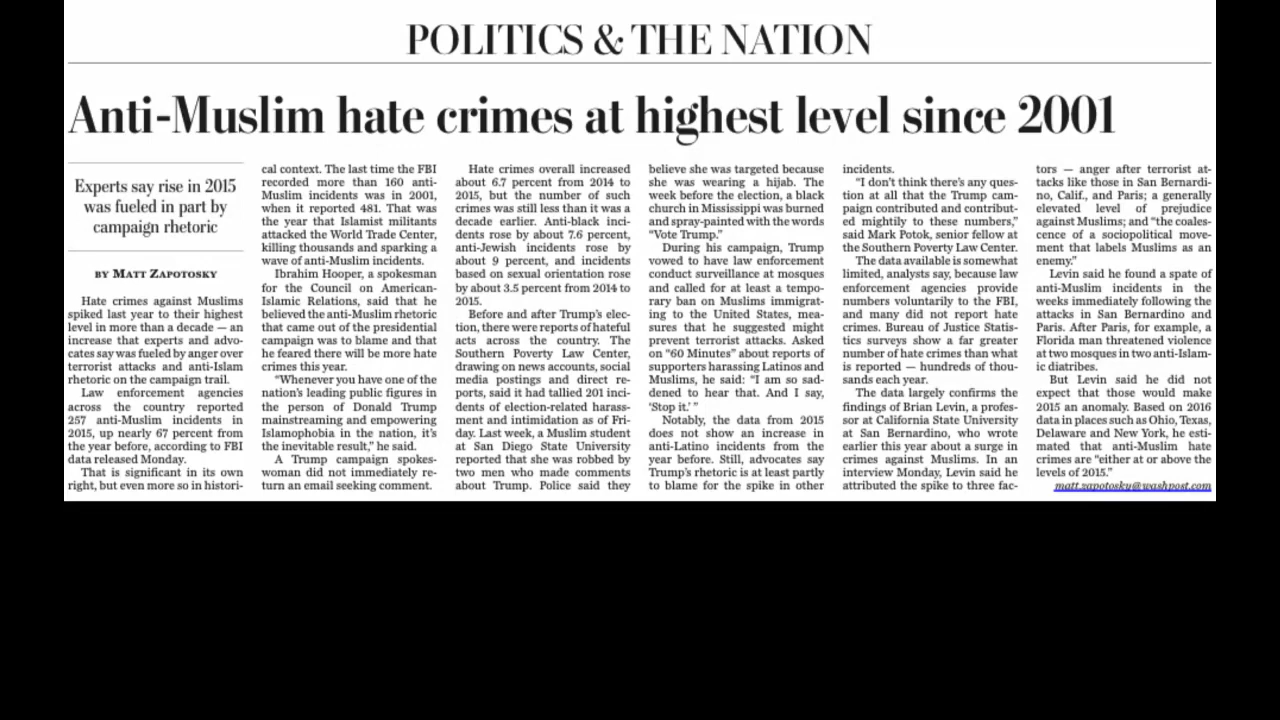 POLITICS & THE NATION
Anti-Muslim hate crimes at highest level since 2001
Experts say rise in 2015
was fueled in part by
campaign rhetoric
BY MATT ZAPOTOSKY
Hate crimes against Muslims
spiked last year to their highest
level in more than a decade — an
increase that experts and advo-
cates say was fueled by anger over
terrorist attacks and anti-Islam
rhetoric on the campaign trail.
Law enforcement agencies
across the country reported
257 anti-Muslim incidents in
2015, up nearly 67 percent from
the year before, according to FBI
data released Monday.
That is significant in its own
right, but even more so in histori-
cal context. The last time the FBI
recorded more than 160 anti-
Muslim incidents was in 2001,
when it reported 481. That was
the year that Islamist militants
attacked the World Trade Center,
killing thousands and sparking a
wave of anti-Muslim incidents.
Ibrahim Hooper, a spokesman
for the Council on American-
Islamic Relations, said that he
believed the anti-Muslim rhetoric
that came out of the presidential
campaign was to blame and that
he feared there will be more hate
crimes this year.
“Whenever you have one of the
nation’s leading public figures in
the person of Donald Trump
mainstreaming and empowering
Islamophobia in the nation, it’s
the inevitable result,” he said.
A Trump campaign spokes-
woman did not immediately re-
turn an email seeking comment.
Hate crimes overall increased
about 6.7 percent from 2014 to
2015, but the number of such
crimes was still less than it was a
decade earlier. Anti-black inci-
dents rose by about 7.6 percent,
anti-Jewish incidents rose by
about 9 percent, and incidents
based on sexual orientation rose
by about 3.5 percent from 2014 to
2015.
Before and after Trump’s elec-
tion, there were reports of hateful
acts across the country. The
Southern Poverty Law Center,
drawing on news accounts, social
media postings and direct re-
ports, said it had tallied 201 inci-
dents of election-related harass-
ment and intimidation as of Fri-
day. Last week, a Muslim student
at San Diego State University
reported that she was robbed by
two men who made comments
about Trump. Police said they
believe she was targeted because
she was wearing a hijab. The
week before the election, a black
church in Mississippi was burned
and spray-painted with the words
“Vote Trump.”
During his campaign, Trump
vowed to have law enforcement
conduct surveillance at mosques
and called for at least a tempo-
rary ban on Muslims immigrat-
ing to the United States, mea-
sures that he suggested might
prevent terrorist attacks. Asked
on “60 Minutes” about reports of
supporters harassing Latinos and
Muslims, he said: “I am so sad-
dened to hear that. And I say,
‘Stop it.’ ”
Notably, the data from 2015
does not show an increase in
anti-Latino incidents from the
year before. Still, advocates say
Trump’s rhetoric is at least partly
to blame for the spike in other
incidents.
“I don’t think there’s any ques-
tion at all that the Trump cam-
paign contributed and contribut-
ed mightily to these numbers,”
said Mark Potok, senior fellow at
the Southern Poverty Law Center.
The data available is somewhat
limited, analysts say, because law
enforcement agencies provide
numbers voluntarily to the FBI,
and many did not report hate
crimes. Bureau of Justice Statis-
tics surveys show a far greater
number of hate crimes than what
is reported — hundreds of thou-
sands each year.
The data largely confirms the
findings of Brian Levin, a profes-
sor at California State University
at San Bernardino, who wrote
earlier this year about a surge in
crimes against Muslims. In an
interview Monday, Levin said he
attributed the spike to three fac-
tors — anger after terrorist at-
tacks like those in San Bernardi-
no, Calif., and Paris; a generally
elevated level of prejudice
against Muslims; and “the coales-
cence of a sociopolitical move-
ment that labels Muslims as an
enemy.”
Levin said he found a spate of
anti-Muslim incidents in the
weeks immediately following the
attacks in San Bernardino and
Paris. After Paris, for example, a
Florida man threatened violence
at two mosques in two anti-Islam-
ic diatribes.
But Levin said he did not
expect that those would make
2015 an anomaly. Based on 2016
data in places such as Ohio, Texas,
Delaware and New York, he esti-
mated that anti-Muslim hate
crimes are “either at or above the
levels of 2015.”
matt.zapotosky@washpost.com